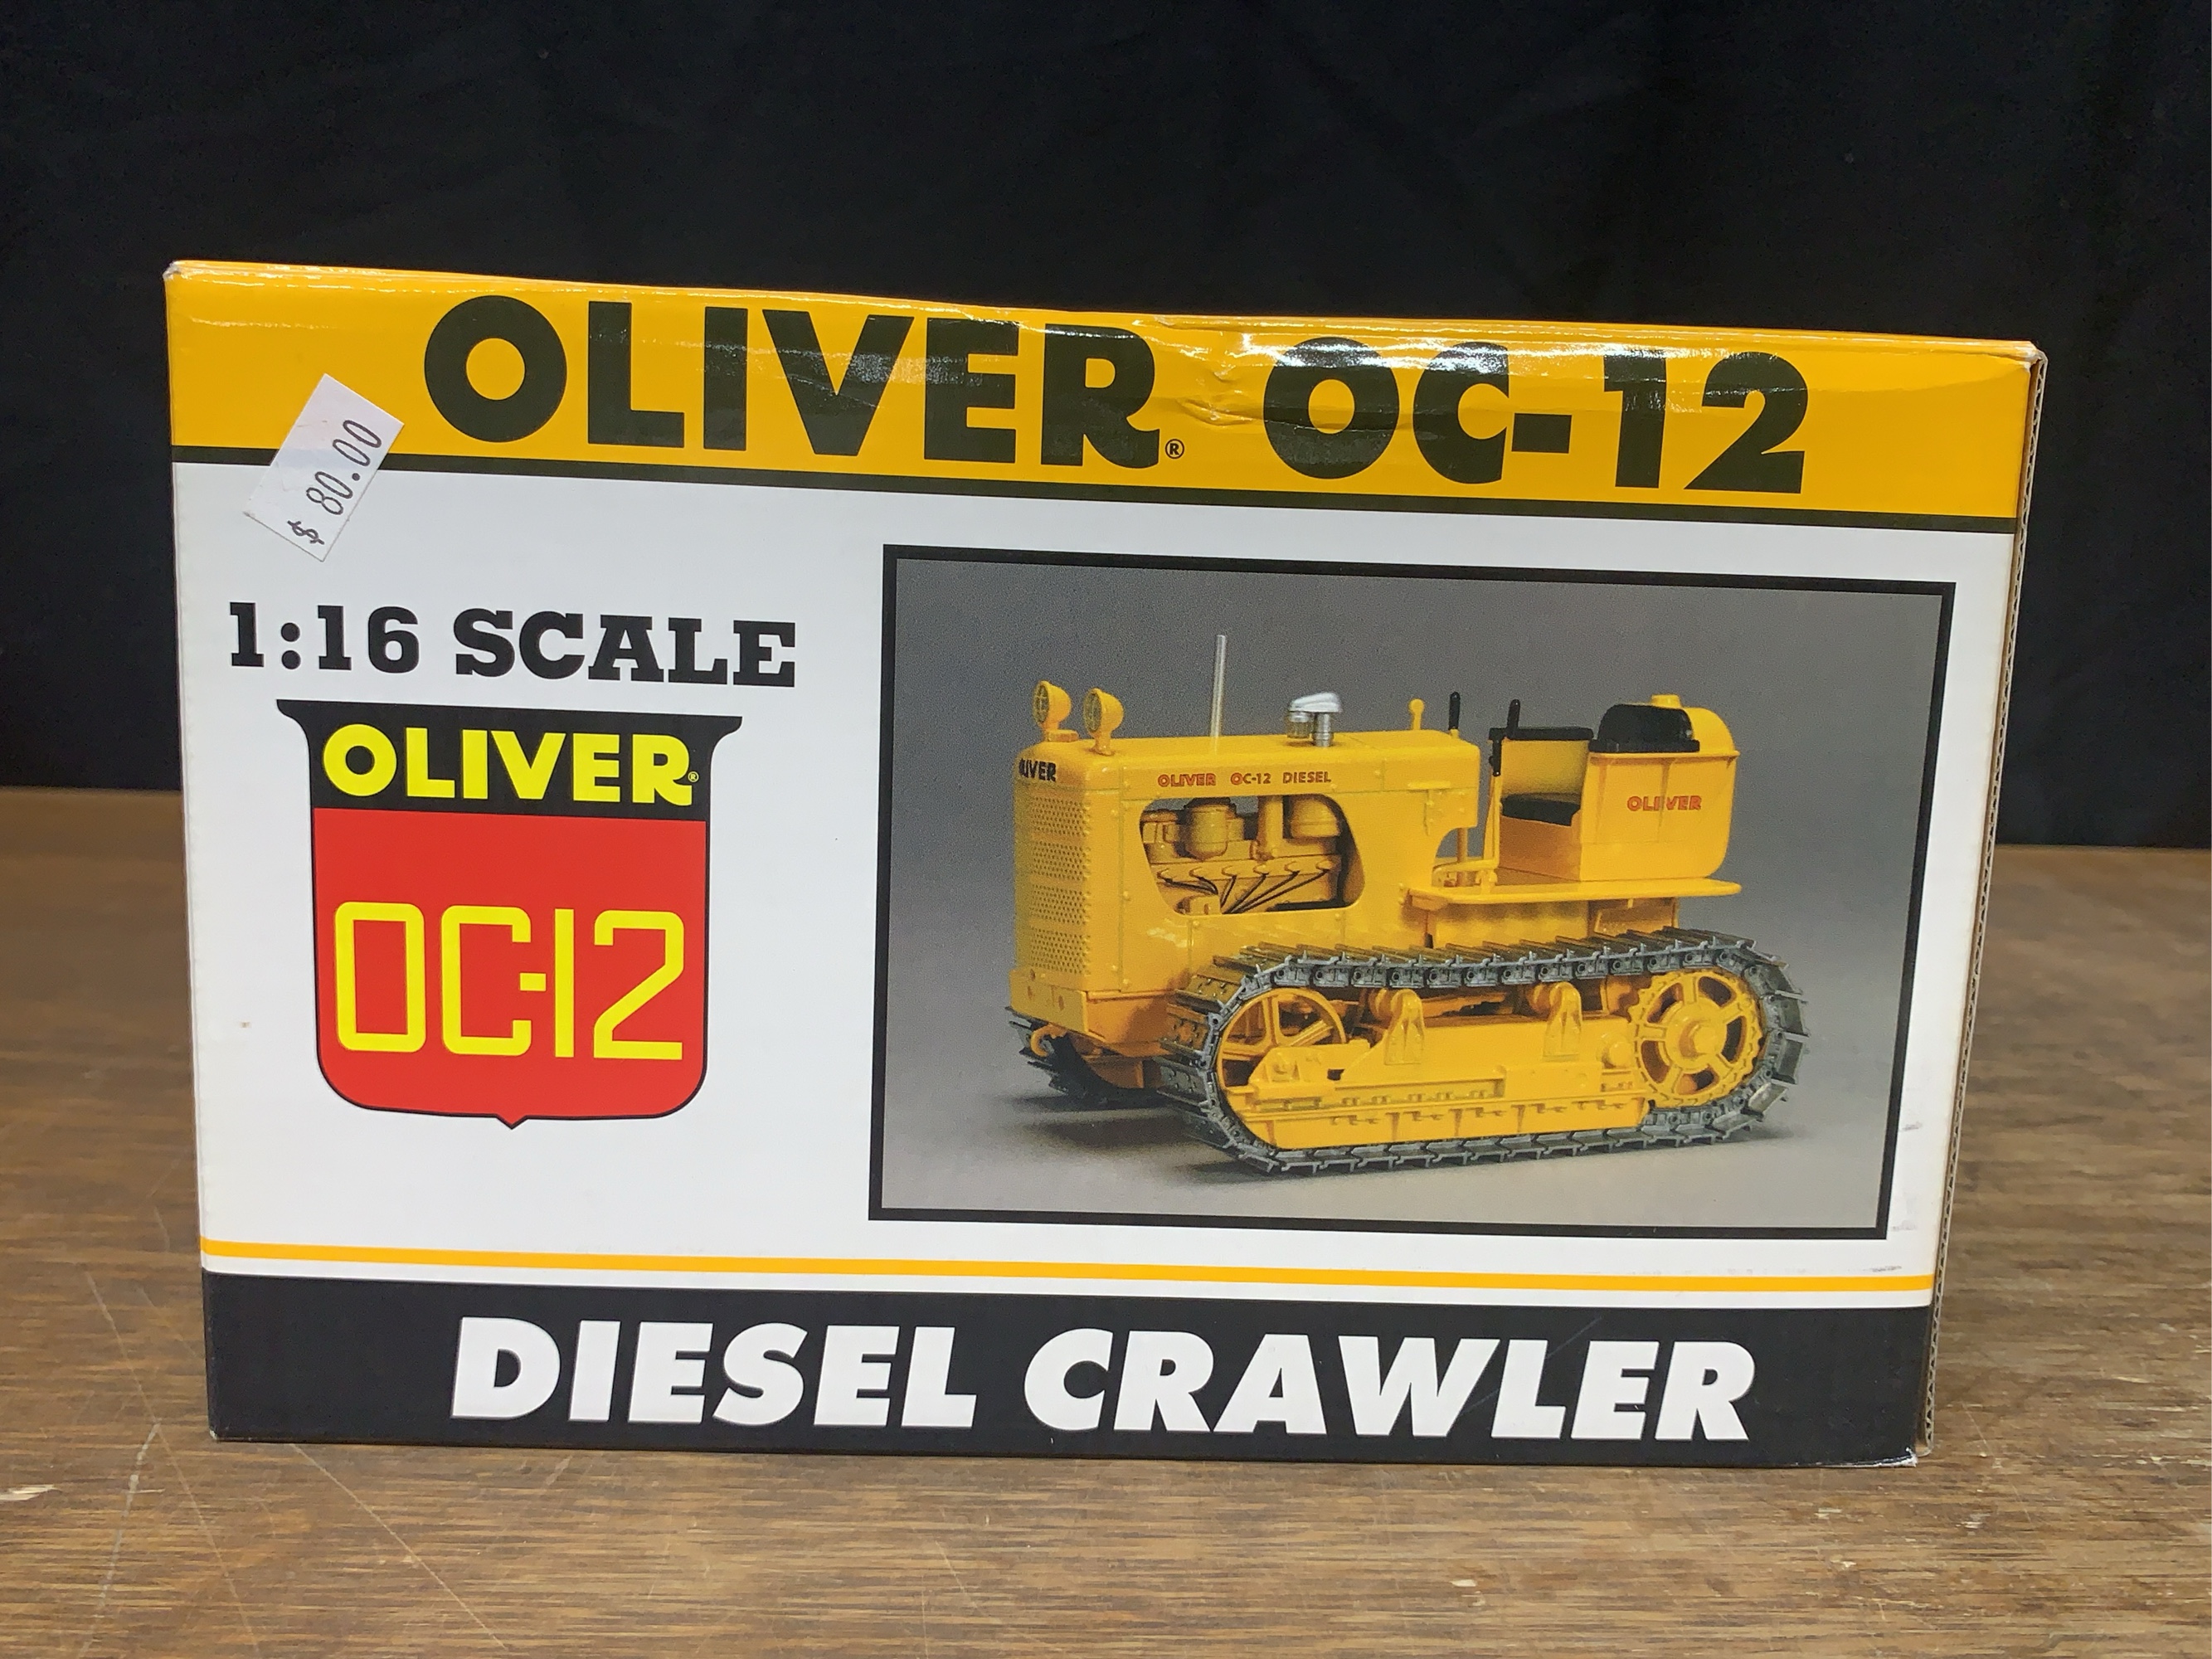 OLIVER® OC-12
$ 80.00
1:16 SCALE
OLIVER®
OC-12
OLIVER
OLIVER OC-12 DIESEL
OLIVER
DIESEL CRAWLER